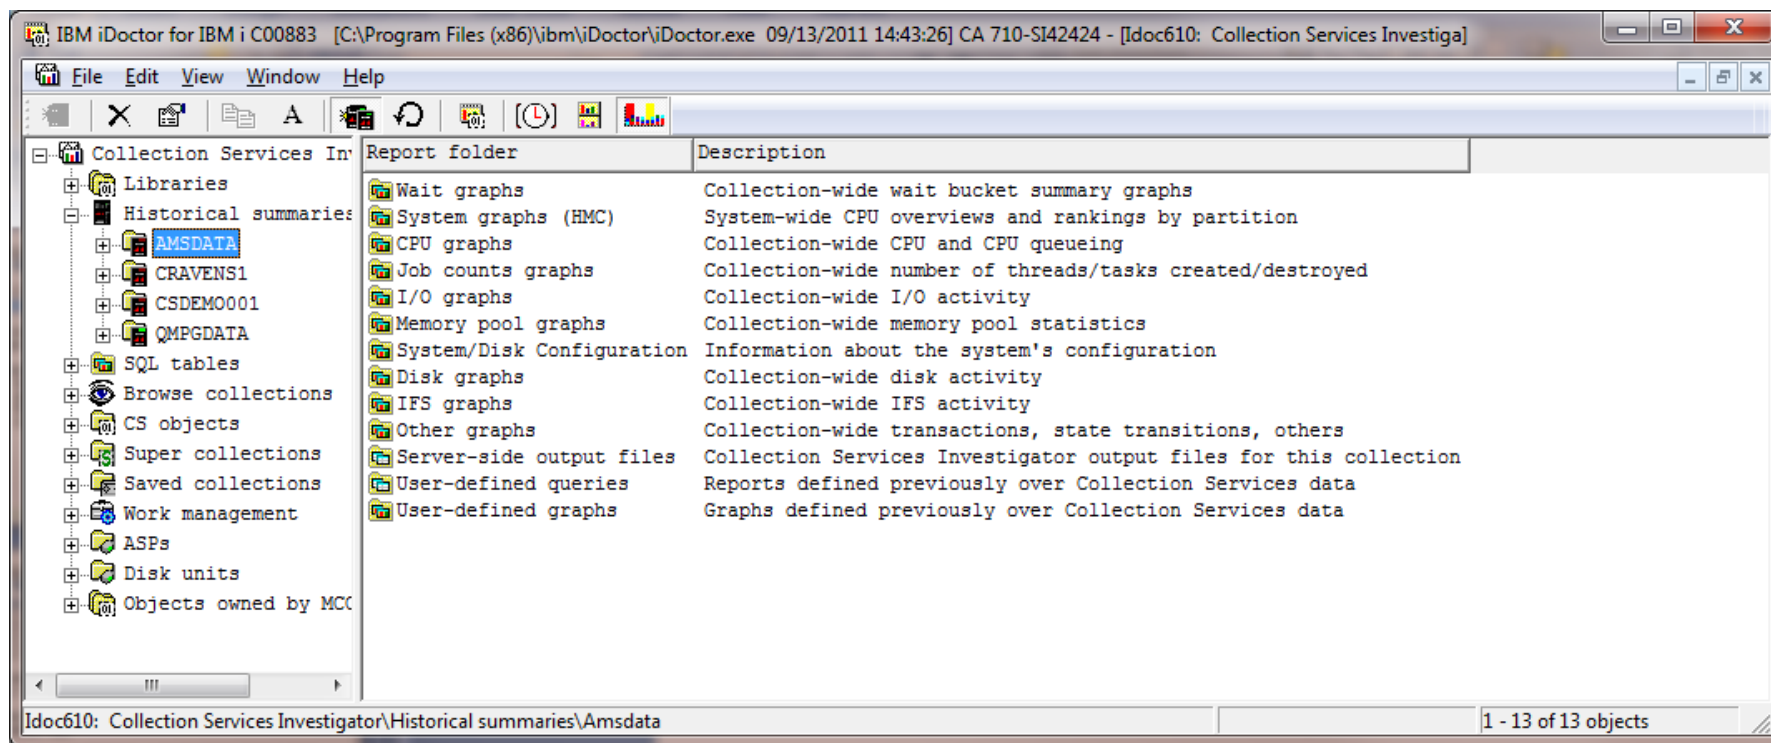 IBM iDoctor for IBM i C00883 [C:\Program Files (x86)\ibm\iDoctor\iDoctor.exe 09/13/2011 14:43:26] CA 710-SI42424 - [Idoc610: Collection Services Investiga]
File Edit View Window Help
Collection Services In
Libraries
Historical summaries
AMSDATA
CRAVENS1
CSDEMO001
QMPGDATA
SQL tables
Browse collections
CS objects
Super collections
Saved collections
Work management
ASPs
Disk units
Objects owned by MCC
Report folder Description
Wait graphs Collection-wide wait bucket summary graphs
System graphs (HMC) System-wide CPU overviews and rankings by partition
CPU graphs Collection-wide CPU and CPU queueing
Job counts graphs Collection-wide number of threads/tasks created/destroyed
I/O graphs Collection-wide I/O activity
Memory pool graphs Collection-wide memory pool statistics
System/Disk Configuration Information about the system's configuration
Disk graphs Collection-wide disk activity
IFS graphs Collection-wide IFS activity
Other graphs Collection-wide transactions, state transitions, others
Server-side output files Collection Services Investigator output files for this collection
User-defined queries Reports defined previously over Collection Services data
User-defined graphs Graphs defined previously over Collection Services data
Idoc610: Collection Services Investigator\Historical summaries\Amsdata 1 - 13 of 13 objects